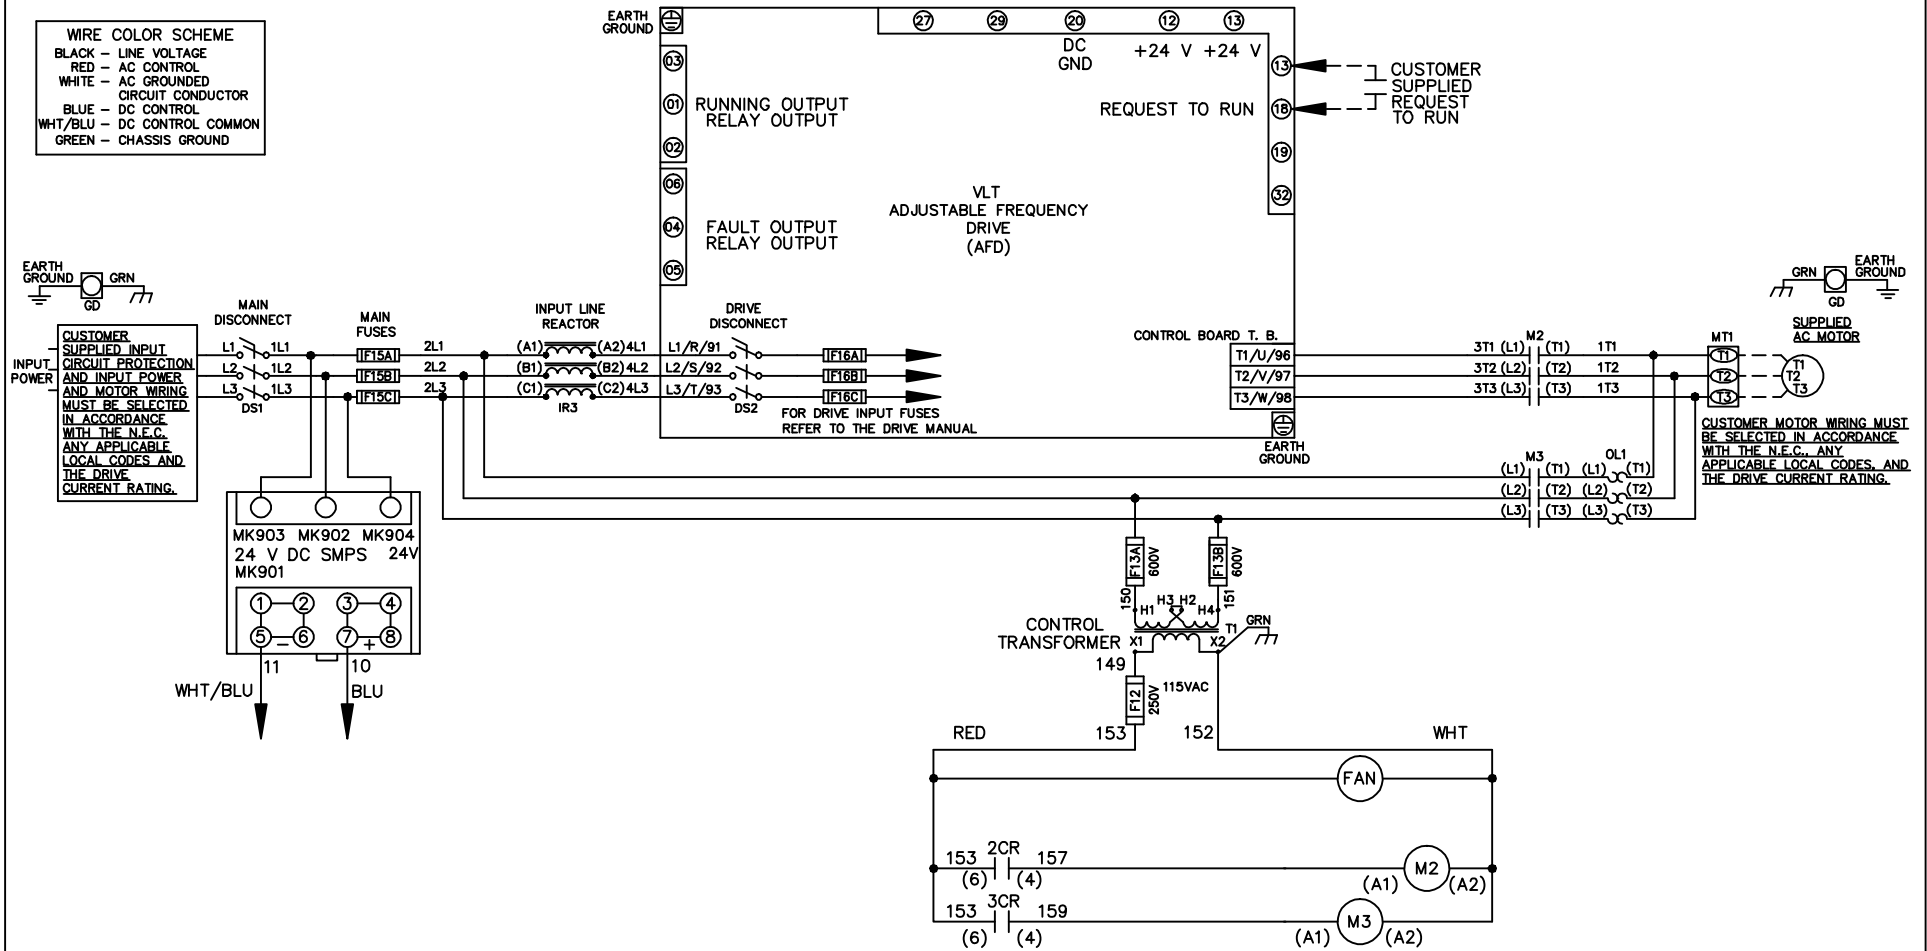 WIRE COLOR SCHEME
BLACK – LINE VOLTAGE
RED – AC CONTROL
WHITE – AC GROUNDED
CIRCUIT CONDUCTOR
BLUE – DC CONTROL
WHT/BLU – DC CONTROL COMMON
GREEN – CHASSIS GROUND
EARTH
GROUND
27
29
20
12
13
DC
GND
+24 V
+24 V
03
01
02
RUNNING OUTPUT
RELAY OUTPUT
06
04
05
FAULT OUTPUT
RELAY OUTPUT
VLT
ADJUSTABLE FREQUENCY
DRIVE
(AFD)
13
18
19
32
REQUEST TO RUN
CUSTOMER
SUPPLIED
REQUEST
TO RUN
EARTH
GROUND
GRN
GD
INPUT
POWER
CUSTOMER
SUPPLIED INPUT
CIRCUIT PROTECTION
AND INPUT POWER
AND MOTOR WIRING
MUST BE SELECTED
IN ACCORDANCE
WITH THE N.E.C.
ANY APPLICABLE
LOCAL CODES AND
THE DRIVE
CURRENT RATING.
MAIN
DISCONNECT
L1 1L1
L2 1L2
L3 1L3
DS1
MAIN
FUSES
F15A
F15B
F15C
2L1
2L2
2L3
INPUT LINE
REACTOR
(A1) (A2) 4L1
(B1) (B2) 4L2
(C1) (C2) 4L3
IR3
L1/R/91
L2/S/92
L3/T/93
DRIVE
DISCONNECT
DS2
F16A
F16B
F16C
FOR DRIVE INPUT FUSES
REFER TO THE DRIVE MANUAL
CONTROL BOARD T. B.
T1/U/96
T2/V/97
T3/W/98
EARTH
GROUND
M2
3T1 (L1) (T1) 1T1
3T2 (L2) (T2) 1T2
3T3 (L3) (T3) 1T3
MT1
T1
T2
T3
T1
T2
T3
GRN
GD
EARTH
GROUND
SUPPLIED
AC MOTOR
CUSTOMER MOTOR WIRING MUST
BE SELECTED IN ACCORDANCE
WITH THE N.E.C., ANY
APPLICABLE LOCAL CODES, AND
THE DRIVE CURRENT RATING.
M3 OL1
(L1) (T1) (L1) (T1)
(L2) (T2) (L2) (T2)
(L3) (T3) (L3) (T3)
MK903 MK902 MK904
24 V DC SMPS 24V
MK901
1 2 3 4
5 – 6 7 + 8
11
10
WHT/BLU
BLU
F13A
600V
F13B
600V
150
151
H1 H3 H2 H4
CONTROL
TRANSFORMER
X1 X2
T1
GRN
149
F12
250V
115VAC
153
152
RED
WHT
FAN
153 2CR 157
(6) (4)
(A1) M2 (A2)
153 3CR 159
(6) (4)
(A1) M3 (A2)